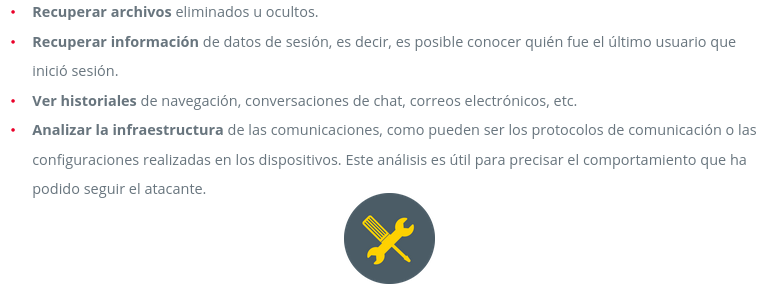 • Recuperar archivos eliminados u ocultos.
• Recuperar información de datos de sesión, es decir, es posible conocer quién fue el último usuario que
inició sesión.
• Ver historiales de navegación, conversaciones de chat, correos electrónicos, etc.
• Analizar la infraestructura de las comunicaciones, como pueden ser los protocolos de comunicación o las
configuraciones realizadas en los dispositivos. Este análisis es útil para precisar el comportamiento que ha
podido seguir el atacante.